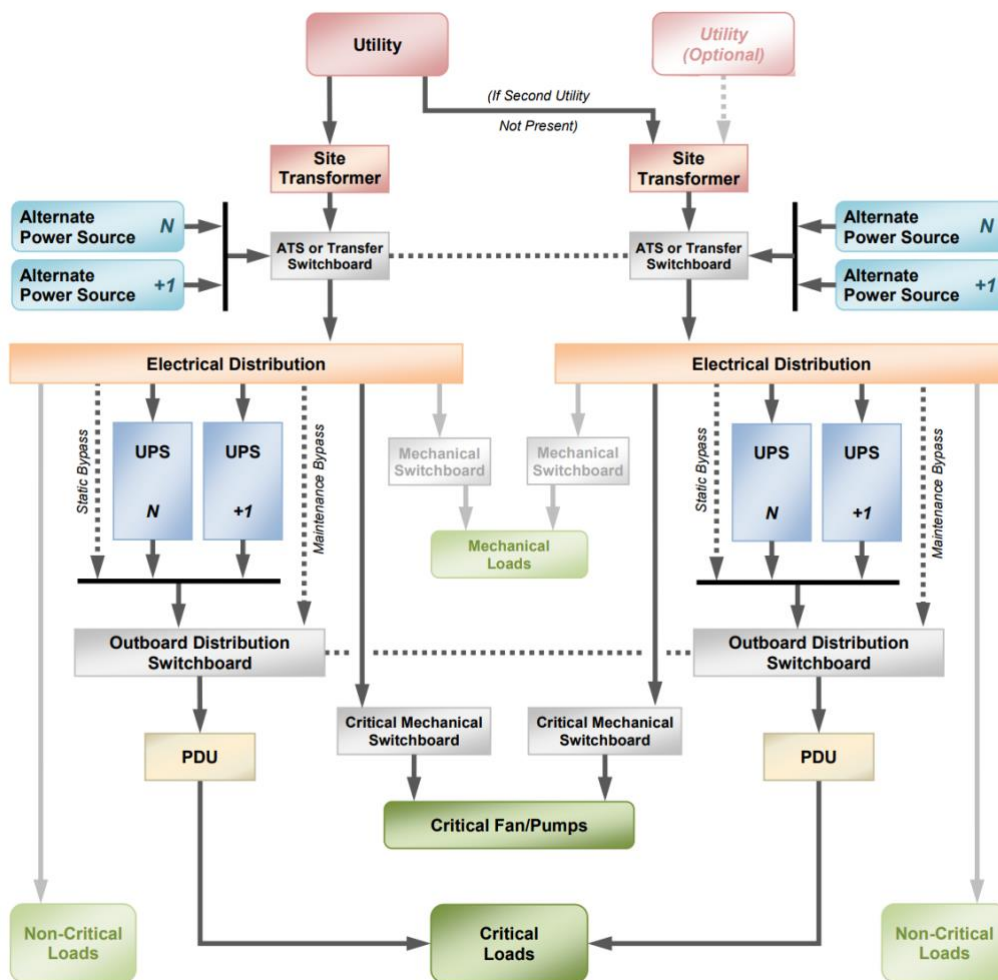 Utility
Utility
(Optional)
(If Second Utility
Not Present)
Site
Transformer
Site
Transformer
Alternate
Power Source
N
Alternate
Power Source
+1
ATS or Transfer
Switchboard
ATS or Transfer
Switchboard
Alternate
Power Source
N
Alternate
Power Source
+1
Electrical Distribution
Electrical Distribution
Static Bypass
UPS
N
UPS
+1
Maintenance Bypass
Mechanical
Switchboard
Mechanical
Switchboard
Mechanical
Loads
Static Bypass
UPS
N
UPS
+1
Maintenance Bypass
Outboard Distribution
Switchboard
Outboard Distribution
Switchboard
PDU
Critical Mechanical
Switchboard
Critical Mechanical
Switchboard
PDU
Critical Fan/Pumps
Non-Critical
Loads
Critical
Loads
Non-Critical
Loads